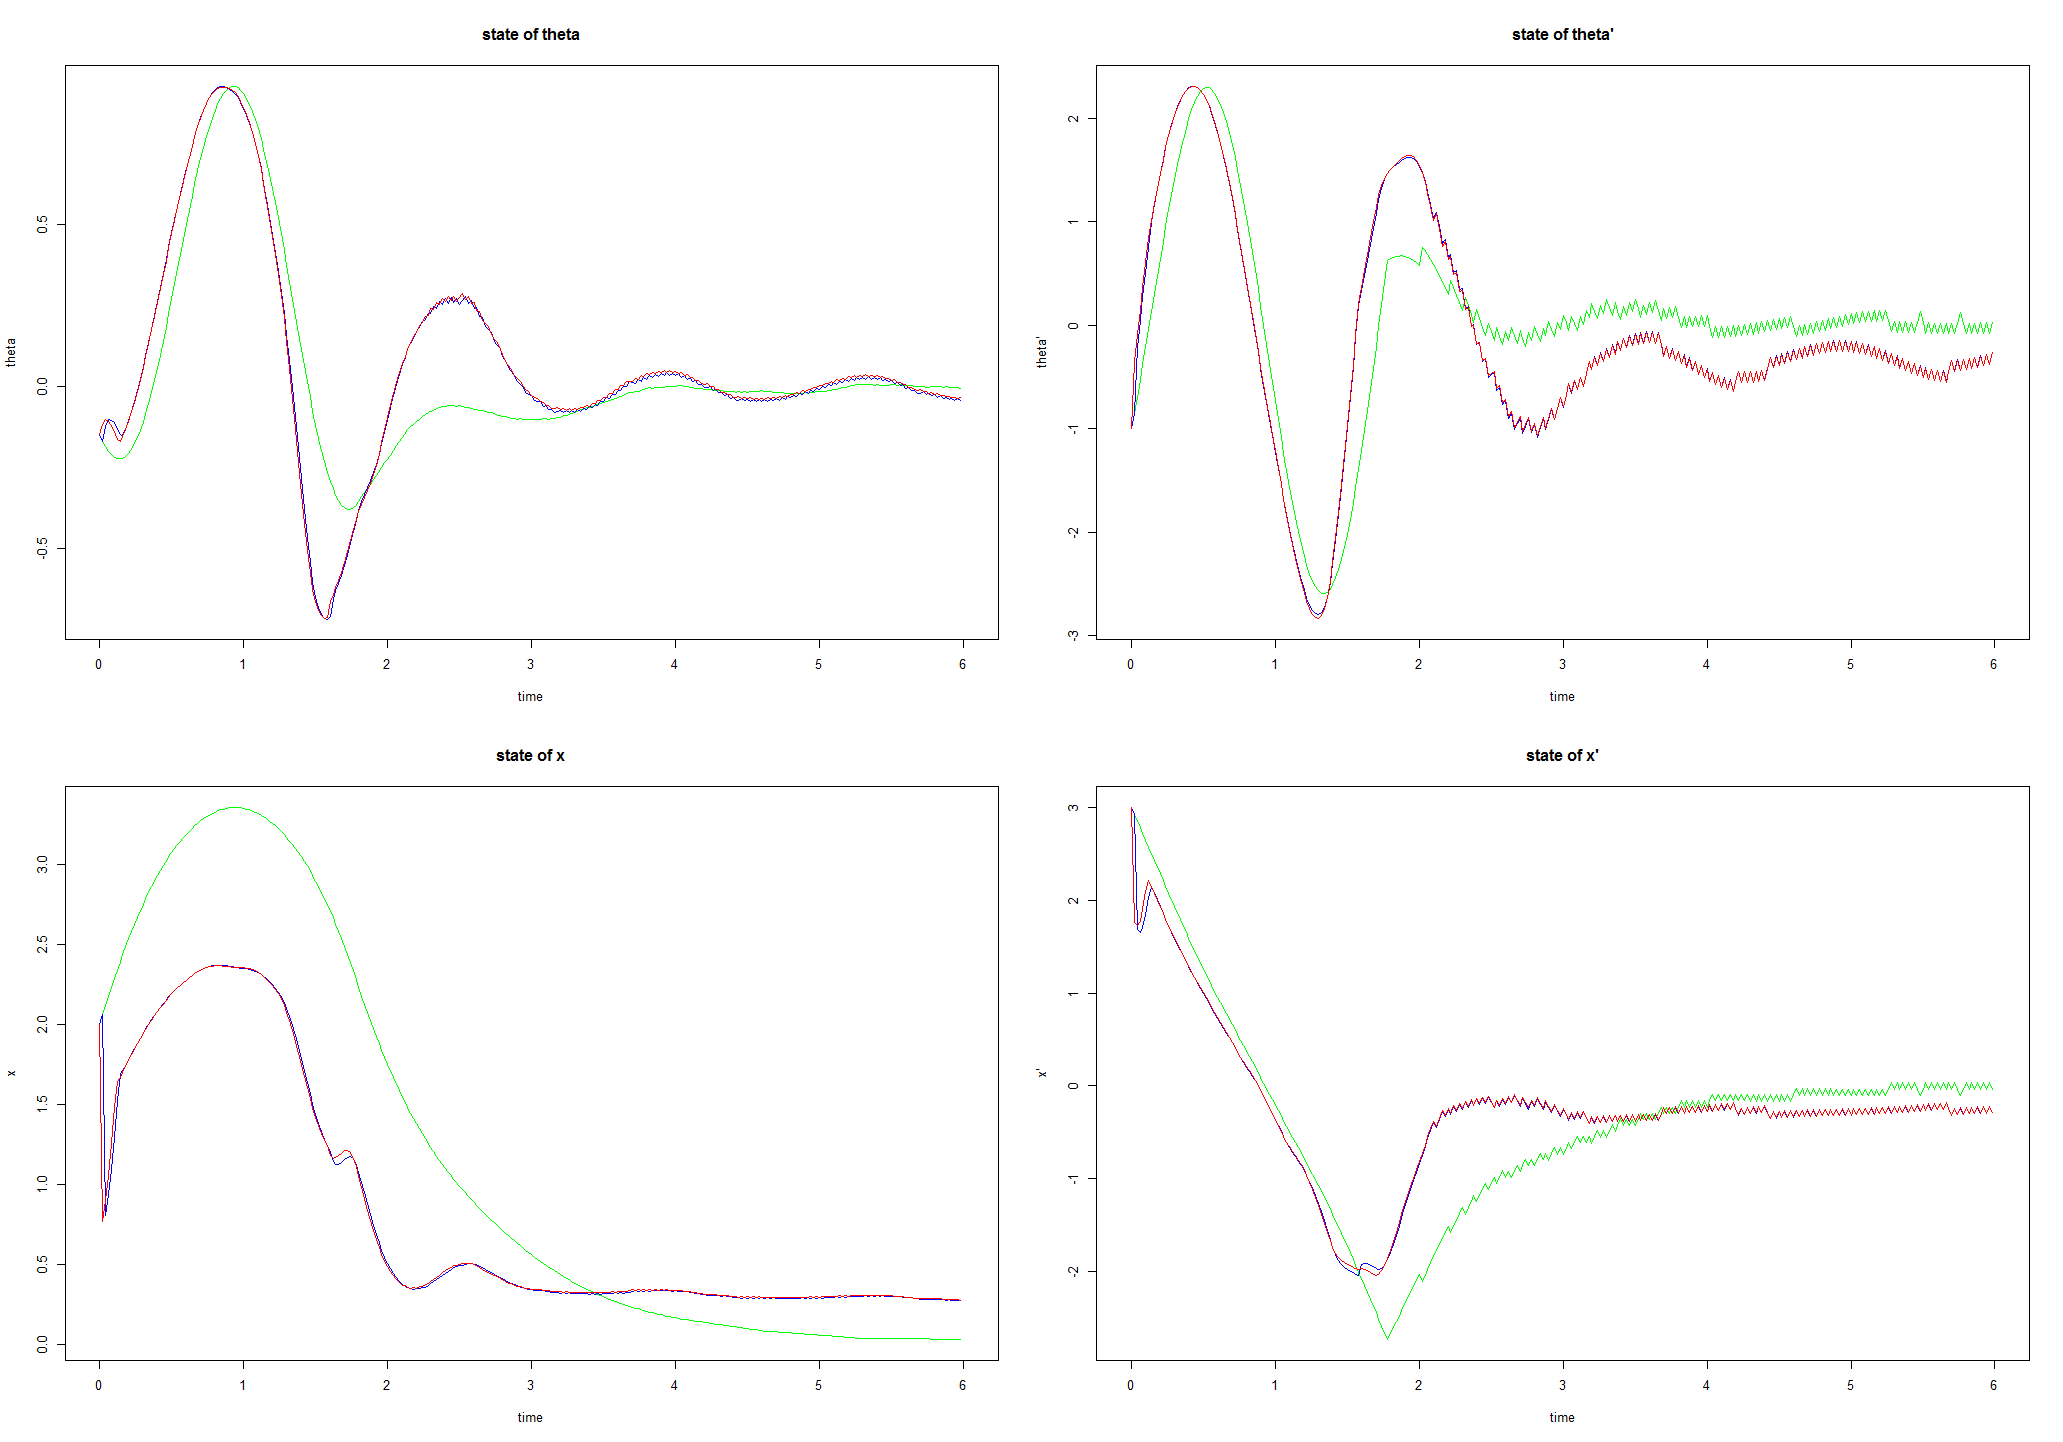 state of theta
theta
0.5
0.0
-0.5
0 1 2 3 4 5 6
time
state of theta'
theta'
2
1
0
-1
-2
-3
0 1 2 3 4 5 6
time
state of x
x
3.0
2.5
2.0
1.5
1.0
0.5
0.0
0 1 2 3 4 5 6
time
state of x'
x'
3
2
1
0
-1
-2
0 1 2 3 4 5 6
time